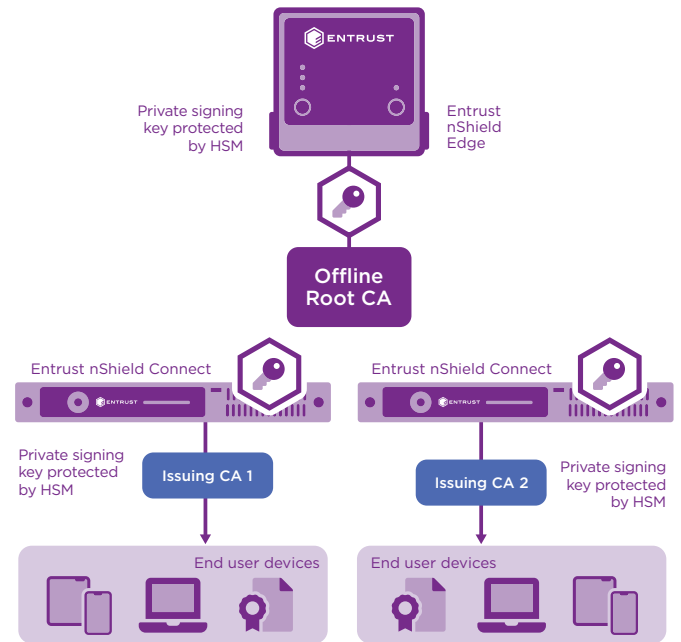 ENTRUST
Private signing
key protected
by HSM
Entrust
nShield
Edge
Offline
Root CA
Entrust nShield Connect
ENTRUST
Private signing
key protected
by HSM
Issuing CA 1
End user devices
Entrust nShield Connect
ENTRUST
Issuing CA 2
Private signing
key protected
by HSM
End user devices